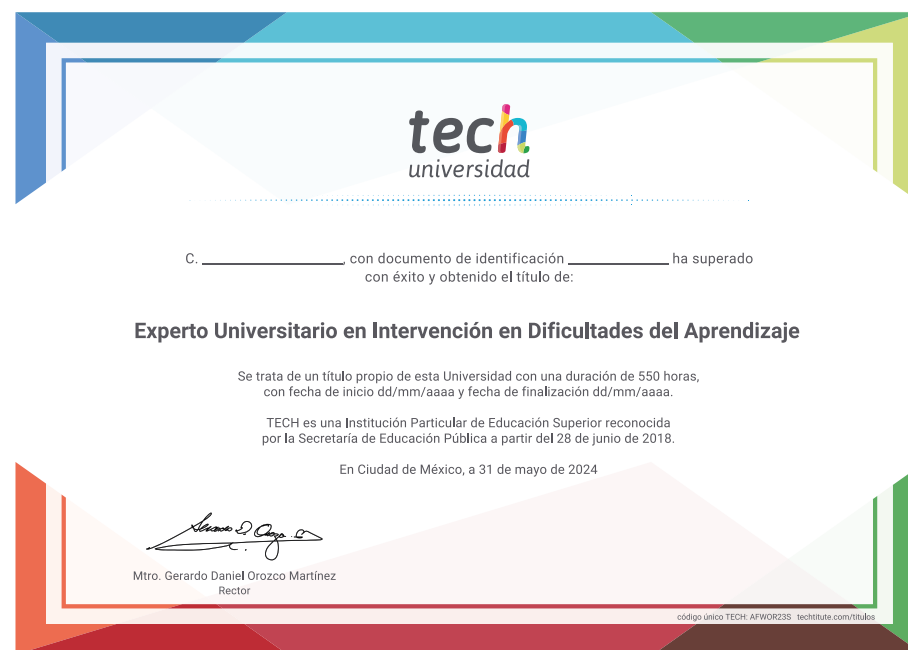 tech
universidad
C. ____________, con documento de identificación ____________ ha superado
con éxito y obtenido el título de:
Experto Universitario en Intervención en Dificultades del Aprendizaje
Se trata de un título propio de esta Universidad con una duración de 550 horas,
con fecha de inicio dd/mm/aaaa y fecha de finalización dd/mm/aaaa.
TECH es una Institución Particular de Educación Superior reconocida
por la Secretaría de Educación Pública a partir del 28 de junio de 2018.
En Ciudad de México, a 31 de mayo de 2024
Mtro. Gerardo Daniel Orozco Martínez
Rector
código único TECH: AFWOR23S techtitute.com/titulos